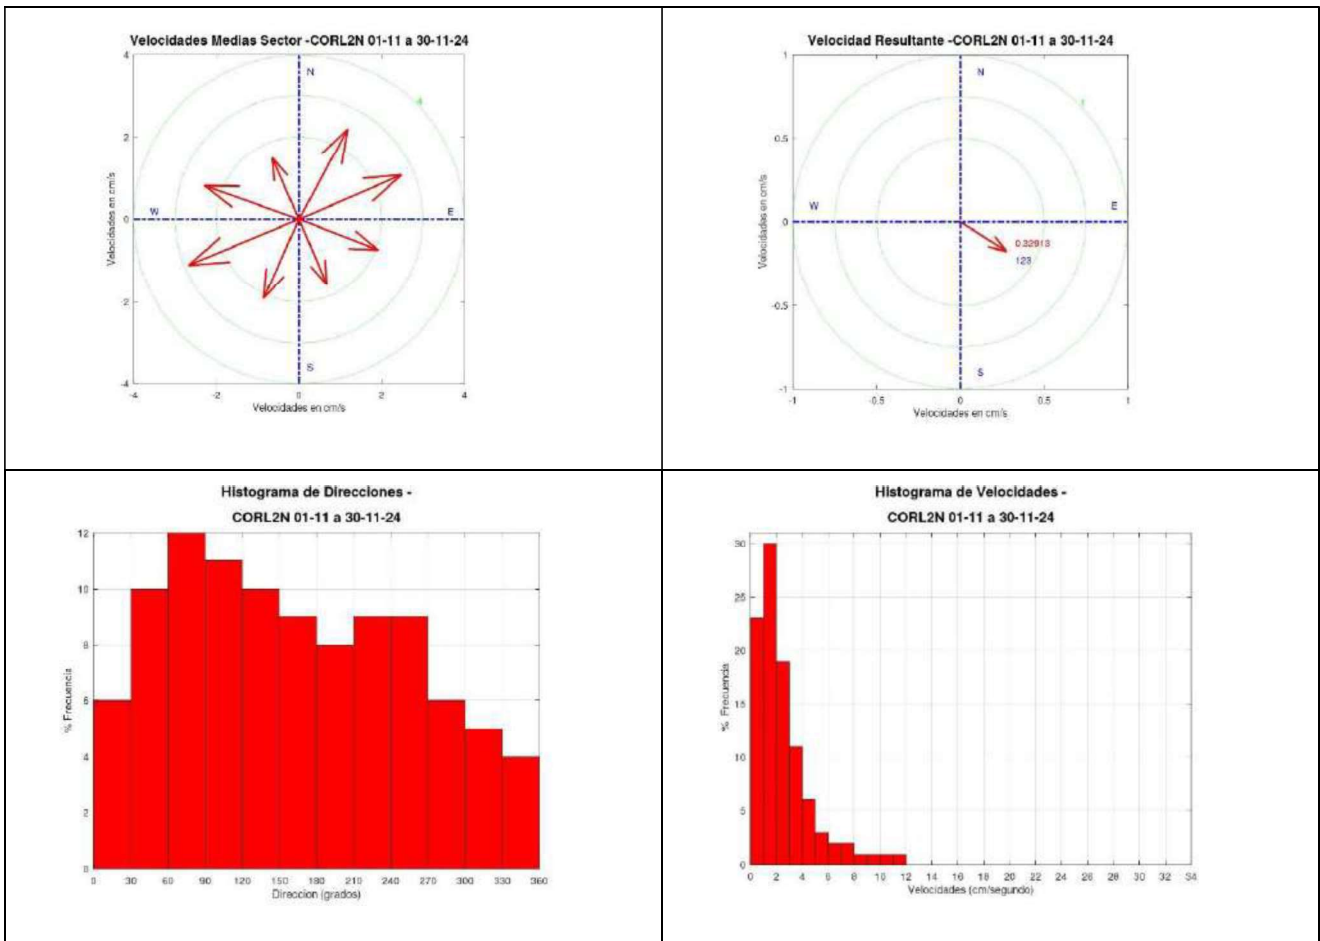 Velocidades Medias Sector -CORL2N 01-11 a 30-11-24
4
N
4
2
Velocidades en cm/s
W
0
E
-2
S
-4
-4
-2
0
2
4
Velocidades en cm/s
Velocidad Resultante -CORL2N 01-11 a 30-11-24
1
N
1
0.5
Velocidades en cm/s
W
0
E
0.32913
123
-0.5
S
-1
-1
-0.5
0
0.5
1
Velocidades en cm/s
Histograma de Direcciones -
CORL2N 01-11 a 30-11-24
12
10
8
6
4
2
0
% Frecuencia
0 30 60 90 120 150 180 210 240 270 300 330 360
Direccion (grados)
Histograma de Velocidades -
CORL2N 01-11 a 30-11-24
30
25
20
15
10
5
0
% Frecuencia
0 2 4 6 8 10 12 14 16 18 20 22 24 26 28 30 32 34
Velocidades (cm/segundo)